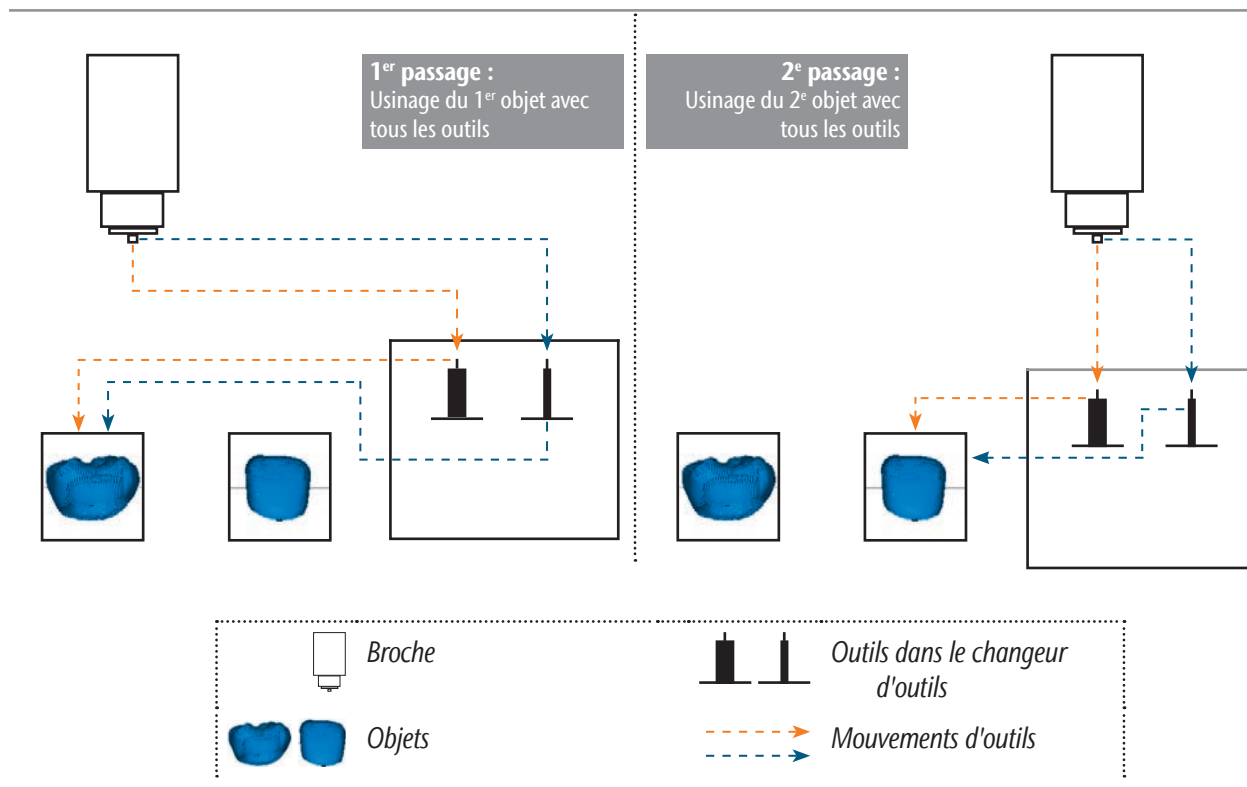 1er passage :
Usinage du 1er objet avec
tous les outils
2e passage :
Usinage du 2e objet avec
tous les outils
Broche
Outils dans le changeur
d'outils
Objets
Mouvements d'outils